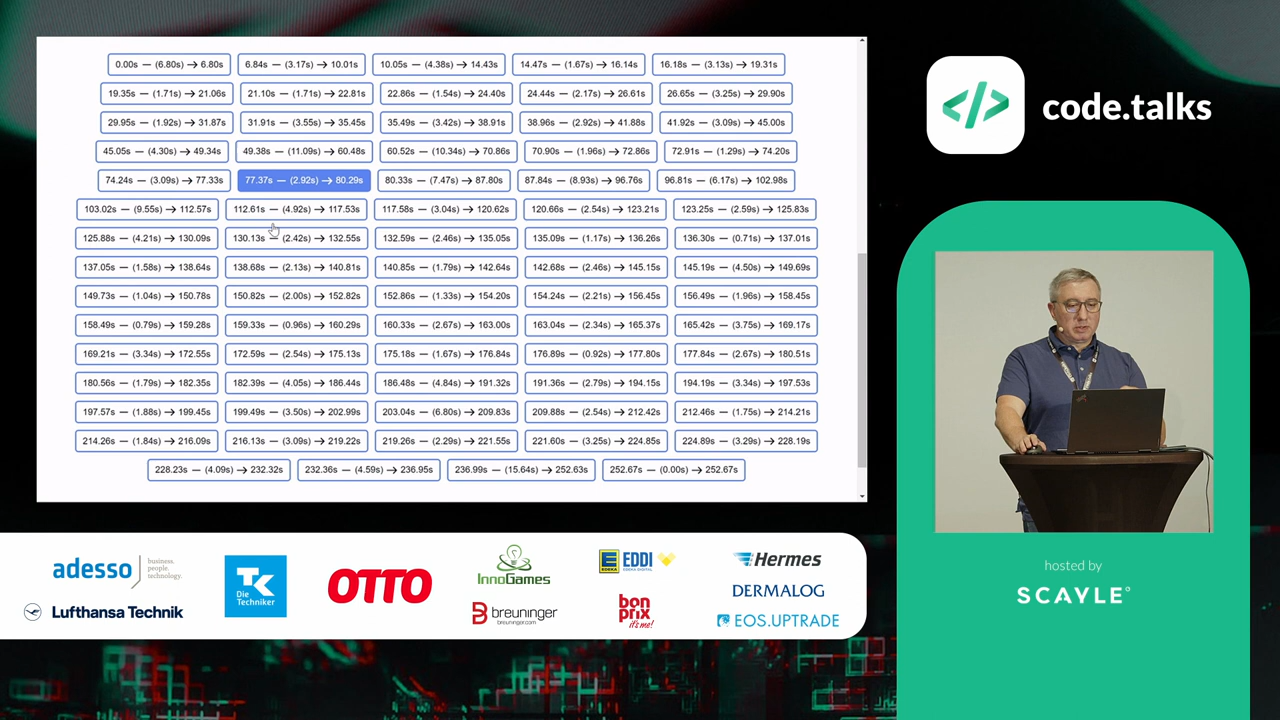 0.00s — (6.80s) → 6.80s 6.84s — (3.17s) → 10.01s 10.05s — (4.38s) → 14.43s 14.47s — (1.67s) → 16.14s 16.18s — (3.13s) → 19.31s
19.35s — (1.71s) → 21.06s 21.10s — (1.71s) → 22.81s 22.86s — (1.54s) → 24.40s 24.44s — (2.17s) → 26.61s 26.65s — (3.25s) → 29.90s
29.95s — (1.92s) → 31.87s 31.91s — (3.55s) → 35.45s 35.49s — (3.42s) → 38.91s 38.96s — (2.92s) → 41.88s 41.92s — (3.09s) → 45.00s
45.05s — (4.30s) → 49.34s 49.38s — (11.09s) → 60.48s 60.52s — (10.34s) → 70.86s 70.90s — (1.96s) → 72.86s 72.91s — (1.29s) → 74.20s
74.24s — (3.09s) → 77.33s 77.37s — (2.92s) → 80.29s 80.33s — (7.47s) → 87.80s 87.84s — (8.93s) → 96.76s 96.81s — (6.17s) → 102.98s
103.02s — (9.55s) → 112.57s 112.61s — (4.92s) → 117.53s 117.58s — (3.04s) → 120.62s 120.66s — (2.54s) → 123.21s 123.25s — (2.59s) → 125.83s
125.88s — (4.21s) → 130.09s 130.13s — (2.42s) → 132.55s 132.59s — (2.46s) → 135.05s 135.09s — (1.17s) → 136.26s 136.30s — (0.71s) → 137.01s
137.05s — (1.58s) → 138.64s 138.68s — (2.13s) → 140.81s 140.85s — (1.79s) → 142.64s 142.68s — (2.46s) → 145.15s 145.19s — (4.50s) → 149.69s
149.73s — (1.04s) → 150.78s 150.82s — (2.00s) → 152.82s 152.86s — (1.33s) → 154.20s 154.24s — (2.21s) → 156.45s 156.49s — (1.96s) → 158.45s
158.49s — (0.79s) → 159.28s 159.33s — (0.96s) → 160.29s 160.33s — (2.67s) → 163.00s 163.04s — (2.34s) → 165.37s 165.42s — (3.75s) → 169.17s
169.21s — (3.34s) → 172.55s 172.59s — (2.54s) → 175.13s 175.18s — (1.67s) → 176.84s 176.89s — (0.92s) → 177.80s 177.84s — (2.67s) → 180.51s
180.56s — (1.79s) → 182.35s 182.39s — (4.05s) → 186.44s 186.48s — (4.84s) → 191.32s 191.36s — (2.79s) → 194.15s 194.19s — (3.34s) → 197.53s
197.57s — (1.88s) → 199.45s 199.49s — (3.50s) → 202.99s 203.04s — (6.80s) → 209.83s 209.88s — (2.54s) → 212.42s 212.46s — (1.75s) → 214.21s
214.26s — (1.84s) → 216.09s 216.13s — (3.09s) → 219.22s 219.26s — (2.29s) → 221.55s 221.60s — (3.25s) → 224.85s 224.89s — (3.29s) → 228.19s
228.23s — (4.09s) → 232.32s 232.36s — (4.59s) → 236.95s 236.99s — (15.64s) → 252.63s 252.67s — (0.00s) → 252.67s
</> code.talks
hosted by
SCAYLE
adesso business.
people.
technology.
Lufthansa Technik
TK
Die
Techniker
OTTO
InnoGames
B breuninger
breuninger.com
E EDDI
EDEKA DIGITAL
bon
prix
it's me!
Hermes
DERMALOG
EOS.UPTRADE